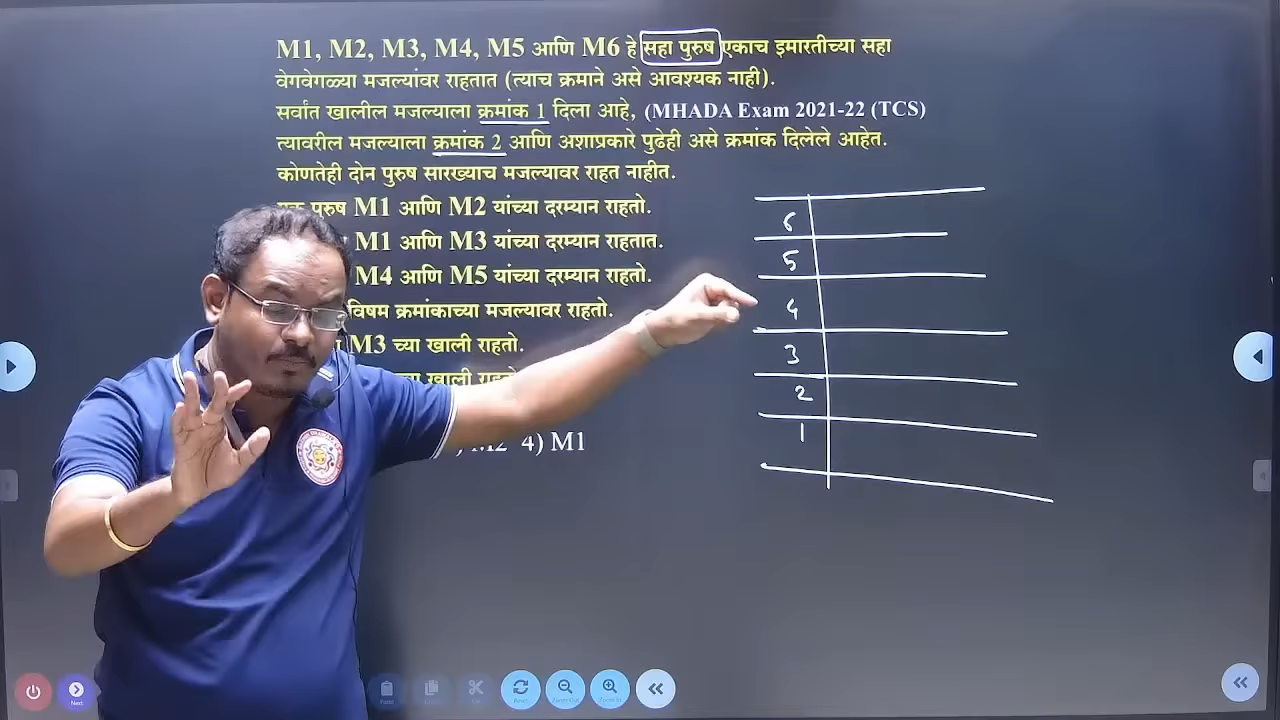 M1, M2, M3, M4, M5 आणि M6 हे सहा पुरुष एकाच इमारतीच्या सहा
वेगवेगळ्या मजल्यांवर राहतात (त्याच क्रमाने असे आवश्यक नाही).
सर्वांत खालील मजल्याला क्रमांक 1 दिला आहे, (MHADA Exam 2021-22 (TCS)
त्यावरील मजल्याला क्रमांक 2 आणि अशाप्रकारे पुढेही असे क्रमांक दिलेले आहेत.
कोणतेही दोन पुरुष सारख्याच मजल्यावर राहत नाहीत.
पुरुष M1 आणि M2 यांच्या दरम्यान राहतो.
M1 आणि M3 यांच्या दरम्यान राहतात.
M4 आणि M5 यांच्या दरम्यान राहतो.
विषम क्रमांकाच्या मजल्यावर राहतो.
M3 च्या खाली राहतो.
खाली
M2 4) M1
6
5
4
3
2
1
Next